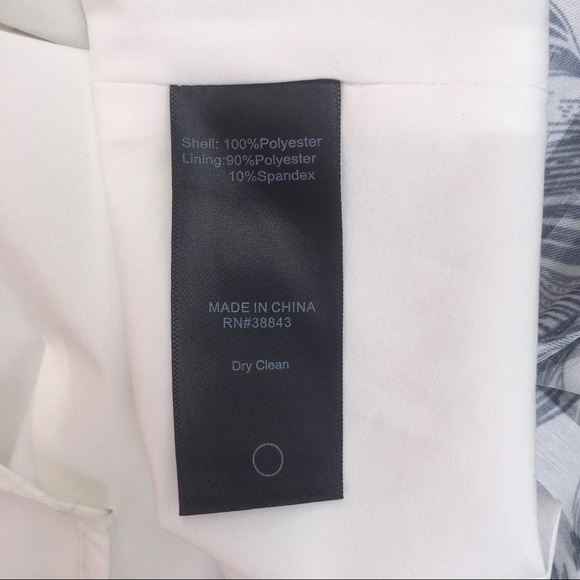 Shell: 100%Polyester
Lining:90%Polyester
10%Spandex
MADE IN CHINA
RN#38843
Dry Clean